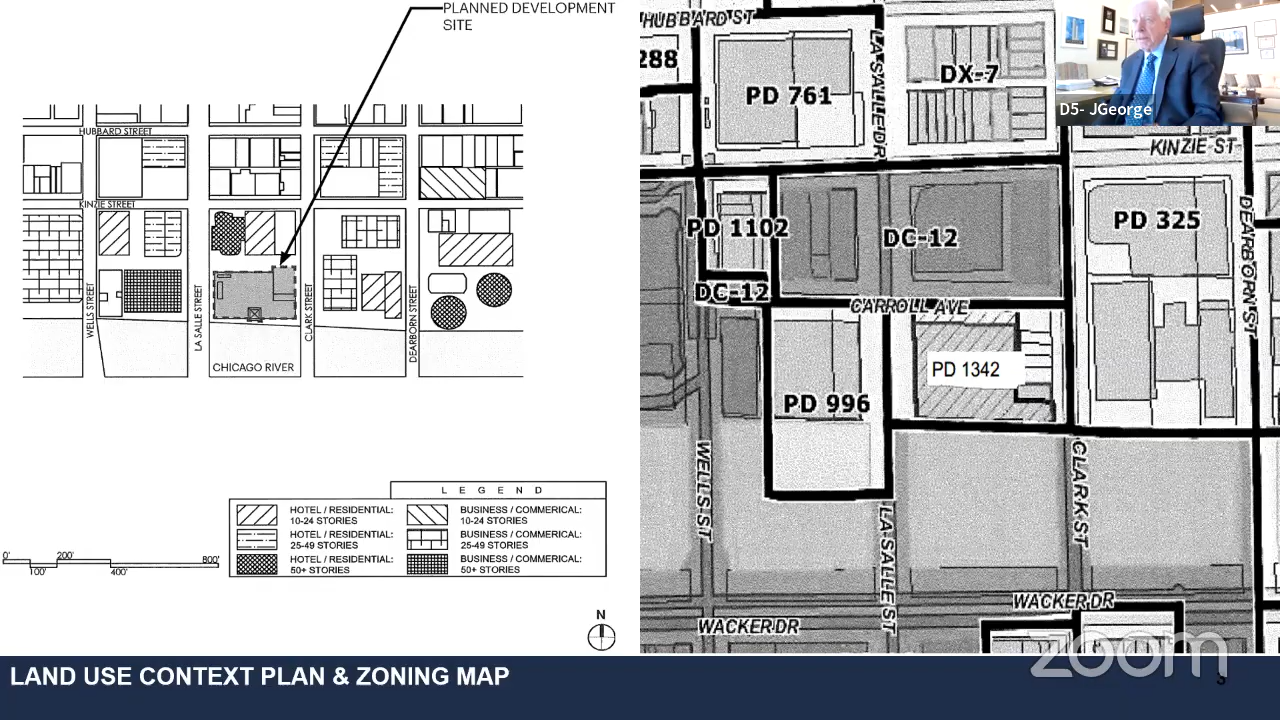 PLANNED DEVELOPMENT
SITE
HUBBARD STREET
KINZIE STREET
WELLS STREET
LA SALLE STREET
CLARK STREET
DEARBORN STREET
CHICAGO RIVER
L E G E N D
HOTEL / RESIDENTIAL:
10-24 STORIES
BUSINESS / COMMERICAL:
10-24 STORIES
HOTEL / RESIDENTIAL:
25-49 STORIES
BUSINESS / COMMERICAL:
25-49 STORIES
HOTEL / RESIDENTIAL:
50+ STORIES
BUSINESS / COMMERICAL:
50+ STORIES
0'
200'
800'
100'
400'
N
HUBBARD ST
288
PD 761
LA SALLE DR
DX-7
D5- JGeorge
KINZIE ST
PD 1102
DC-12
PD 325
DEARBORN ST
DC-12
CARROLL AVE
PD 1342
PD 996
WELLS ST
LA SALLE ST
CLARK ST
WACKER DR
WACKER DR
zoom
LAND USE CONTEXT PLAN & ZONING MAP